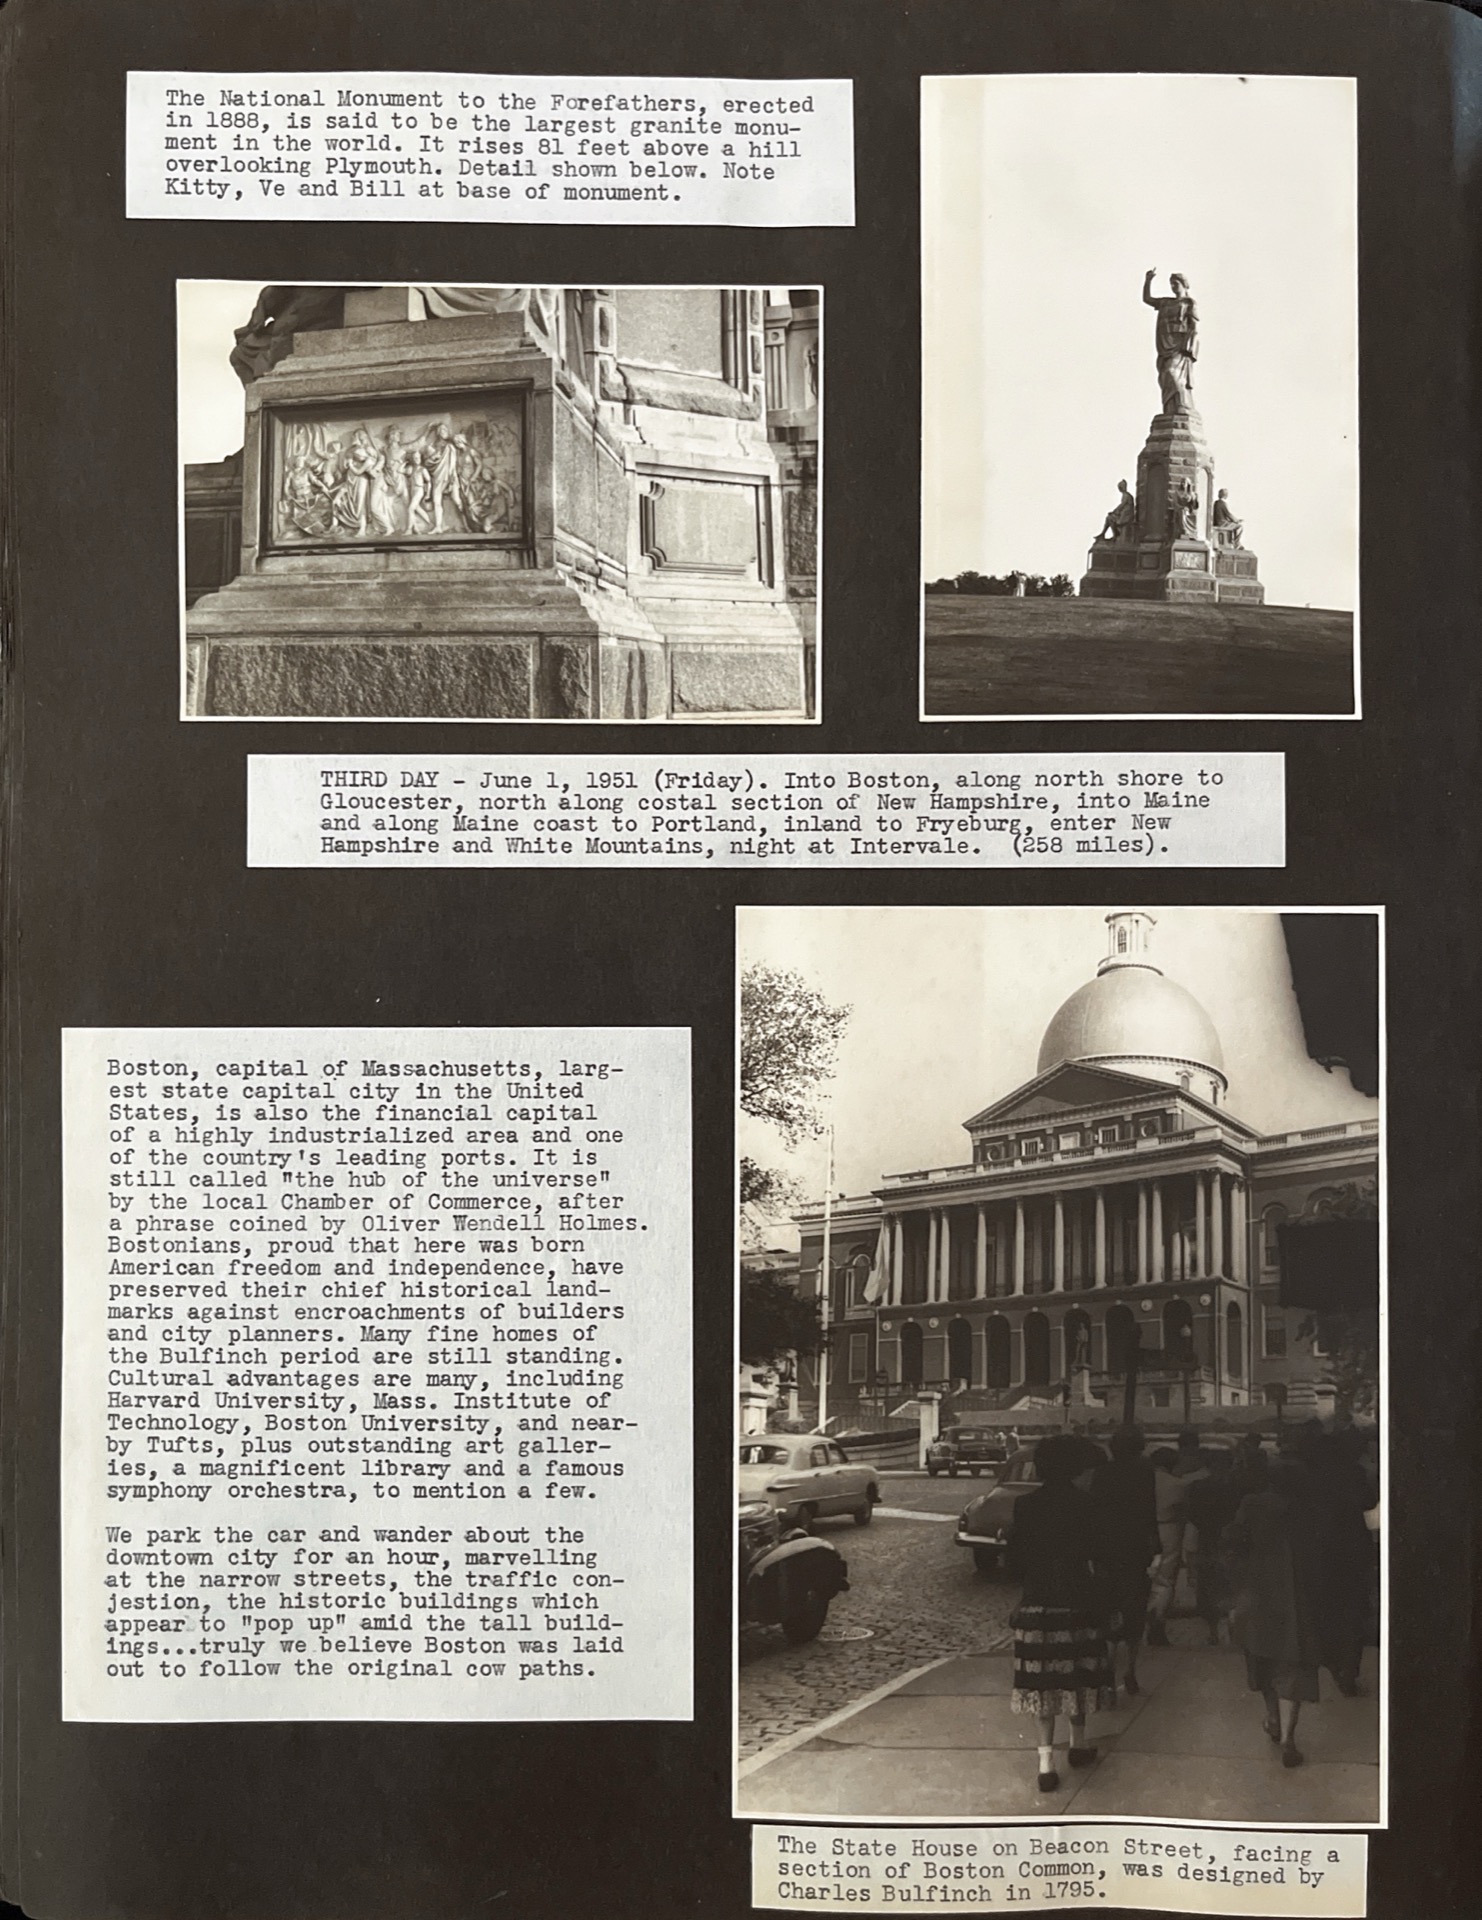 The National Monument to the Forefathers, erected
in 1888, is said to be the largest granite monu-
ment in the world. It rises 81 feet above a hill
overlooking Plymouth. Detail shown below. Note
Kitty, Ve and Bill at base of monument.
THIRD DAY - June 1, 1951 (Friday). Into Boston, along north shore to
Gloucester, north along costal section of New Hampshire, into Maine
and along Maine coast to Portland, inland to Fryeburg, enter New
Hampshire and White Mountains, night at Intervale. (258 miles).
Boston, capital of Massachusetts, larg-
est state capital city in the United
States, is also the financial capital
of a highly industrialized area and one
of the country's leading ports. It is
still called "the hub of the universe"
by the local Chamber of Commerce, after
a phrase coined by Oliver Wendell Holmes.
Bostonians, proud that here was born
American freedom and independence, have
preserved their chief historical land-
marks against encroachments of builders
and city planners. Many fine homes of
the Bulfinch period are still standing.
Cultural advantages are many, including
Harvard University, Mass. Institute of
Technology, Boston University, and near-
by Tufts, plus outstanding art galler-
ies, a magnificent library and a famous
symphony orchestra, to mention a few.
We park the car and wander about the
downtown city for an hour, marvelling
at the narrow streets, the traffic con-
jestion, the historic buildings which
appear to "pop up" amid the tall build-
ings...truly we believe Boston was laid
out to follow the original cow paths.
The State House on Beacon Street, facing a
section of Boston Common, was designed by
Charles Bulfinch in 1795.